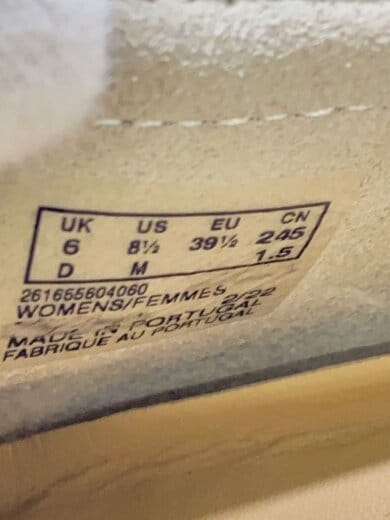 UK US EU CN
6 8½ 39½ 245
D M 1.5
261655604060
WOMENS/FEMMES 2/22
MADE IN PORTUGAL
FABRIQUE AU PORTUGAL